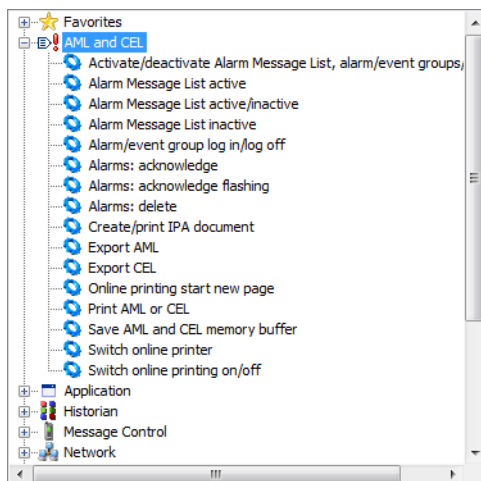 Favorites
AML and CEL
Activate/deactivate Alarm Message List, alarm/event groups,
Alarm Message List active
Alarm Message List active/inactive
Alarm Message List inactive
Alarm/event group log in/log off
Alarms: acknowledge
Alarms: acknowledge flashing
Alarms: delete
Create/print IPA document
Export AML
Export CEL
Online printing start new page
Print AML or CEL
Save AML and CEL memory buffer
Switch online printer
Switch online printing on/off
Application
Historian
Message Control
Network